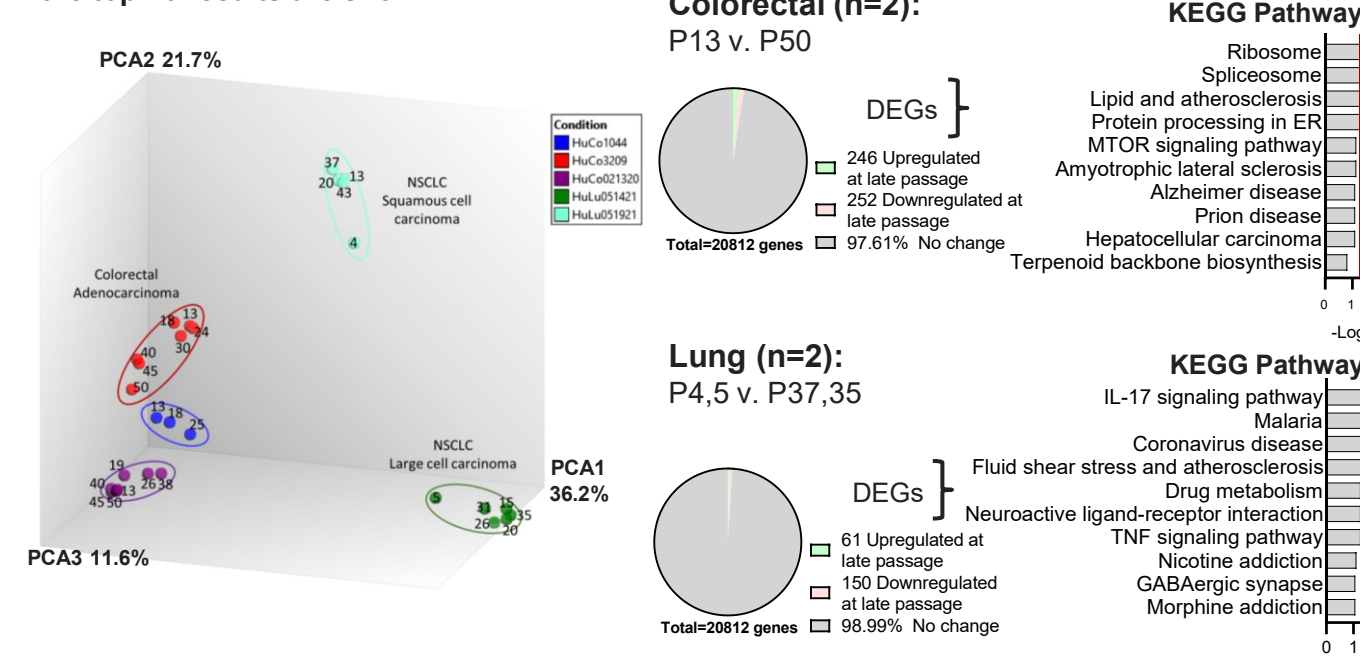 Colorectal (n=2):
P13 v. P50
KEGG Pathway
PCA2 21.7%
Condition
HuCo1044
HuCo3209
HuCo021320
HuLu051421
HuLu051921
37
13
20
43
4
NSCLC
Squamous cell
carcinoma
Colorectal
Adenocarcinoma
18
13
24
30
40
45
50
13
18
25
19
40
13
26
38
45
50
NSCLC
Large cell carcinoma
5
31
15
35
26
20
PCA1
36.2%
PCA3 11.6%
DEGs
246 Upregulated
at late passage
252 Downregulated at
late passage
97.61% No change
Total=20812 genes
Ribosome
Spliceosome
Lipid and atherosclerosis
Protein processing in ER
MTOR signaling pathway
Amyotrophic lateral sclerosis
Alzheimer disease
Prion disease
Hepatocellular carcinoma
Terpenoid backbone biosynthesis
0 1
-Log
Lung (n=2):
P4,5 v. P37,35
KEGG Pathway
DEGs
61 Upregulated at
late passage
150 Downregulated
at late passage
98.99% No change
Total=20812 genes
IL-17 signaling pathway
Malaria
Coronavirus disease
Fluid shear stress and atherosclerosis
Drug metabolism
Neuroactive ligand-receptor interaction
TNF signaling pathway
Nicotine addiction
GABAergic synapse
Morphine addiction
0 1